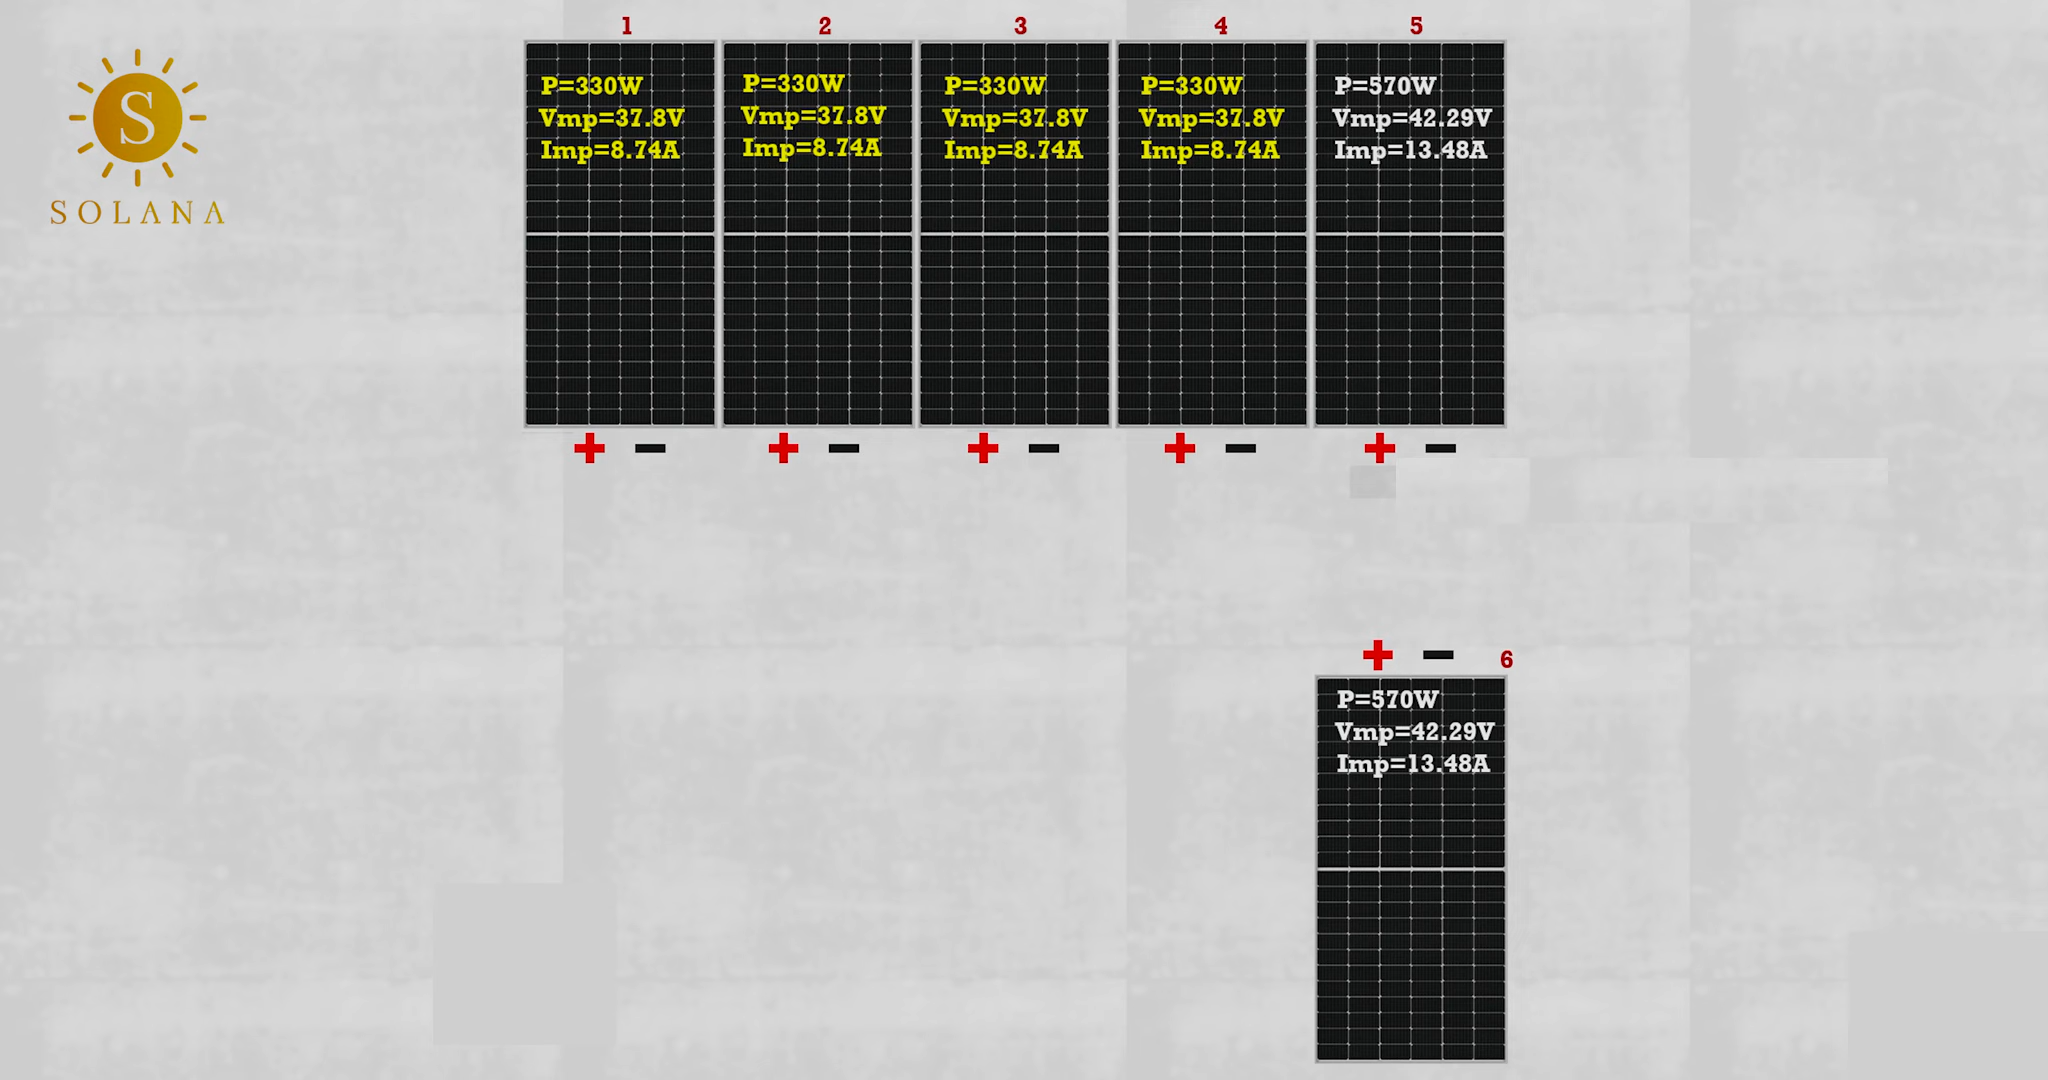 1
2
3
4
5
S
SOLANA
P=330W
Vmp=37.8V
Imp=8.74A
P=330W
Vmp=37.8V
Imp=8.74A
P=330W
Vmp=37.8V
Imp=8.74A
P=330W
Vmp=37.8V
Imp=8.74A
P=570W
Vmp=42.29V
Imp=13.48A
+ −
+ −
+ −
+ −
+ −
+ −
6
P=570W
Vmp=42.29V
Imp=13.48A